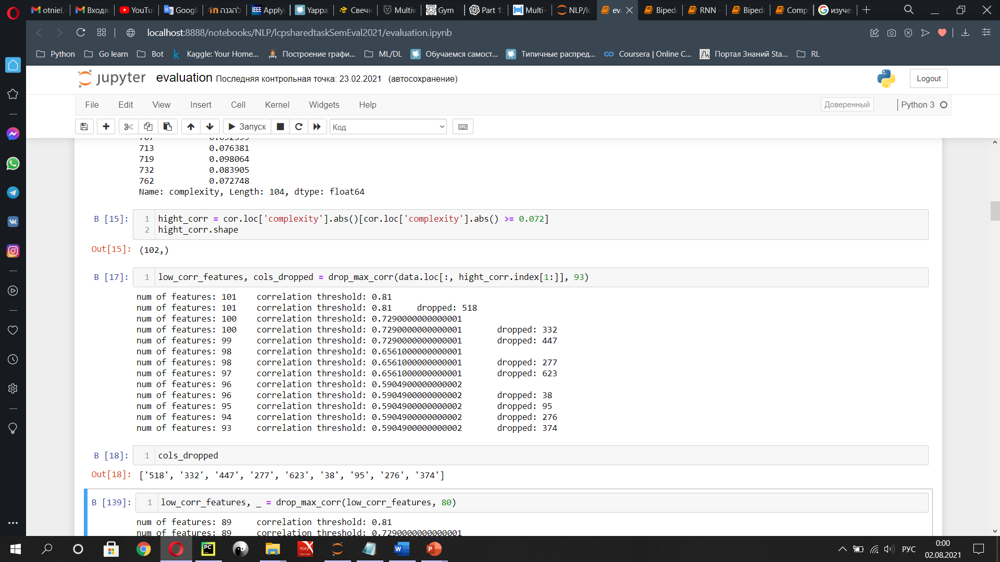 otniel.
Входя
YouTu
Googl
להגנה
Applyi
Yappa
Свечн
Multiw
Gym
Part 1:
Multi-
NLP/lc
ev
Biped
RNN -
Biped
Comp
изуче
localhost:8888/notebooks/NLP/lcpsharedtaskSemEval2021/evaluation.ipynb
Python
Go learn
Bot
Kaggle: Your Home...
Построение графи...
ML/DL
Обучаемся самост...
Типичные распред...
Coursera | Online C...
Портал Знаний Sta...
RL
jupyter evaluation Последняя контрольная точка: 23.02.2021 (автосохранение)
Logout
File Edit View Insert Cell Kernel Widgets Help
Доверенный
Python 3
Запуск
Код
713 0.076381
719 0.098064
732 0.083905
762 0.072748
Name: complexity, Length: 104, dtype: float64
В [15]:
1 hight_corr = cor.loc['complexity'].abs()[cor.loc['complexity'].abs() >= 0.072]
2 hight_corr.shape
Out[15]: (102,)
В [17]:
1 low_corr_features, cols_dropped = drop_max_corr(data.loc[:, hight_corr.index[1:]], 93)
num of features: 101 correlation threshold: 0.81
num of features: 101 correlation threshold: 0.81 dropped: 518
num of features: 100 correlation threshold: 0.7290000000000001
num of features: 100 correlation threshold: 0.7290000000000001 dropped: 332
num of features: 99 correlation threshold: 0.7290000000000001 dropped: 447
num of features: 98 correlation threshold: 0.6561000000000001
num of features: 98 correlation threshold: 0.6561000000000001 dropped: 277
num of features: 97 correlation threshold: 0.6561000000000001 dropped: 623
num of features: 96 correlation threshold: 0.5904900000000002
num of features: 96 correlation threshold: 0.5904900000000002 dropped: 38
num of features: 95 correlation threshold: 0.5904900000000002 dropped: 95
num of features: 94 correlation threshold: 0.5904900000000002 dropped: 276
num of features: 93 correlation threshold: 0.5904900000000002 dropped: 374
В [18]:
1 cols_dropped
Out[18]: ['518', '332', '447', '277', '623', '38', '95', '276', '374']
В [139]:
1 low_corr_features, _ = drop_max_corr(low_corr_features, 80)
num of features: 89 correlation threshold: 0.81
num of features: 89 correlation threshold: 0.7290000000000001
РУС
0:00
02.08.2021